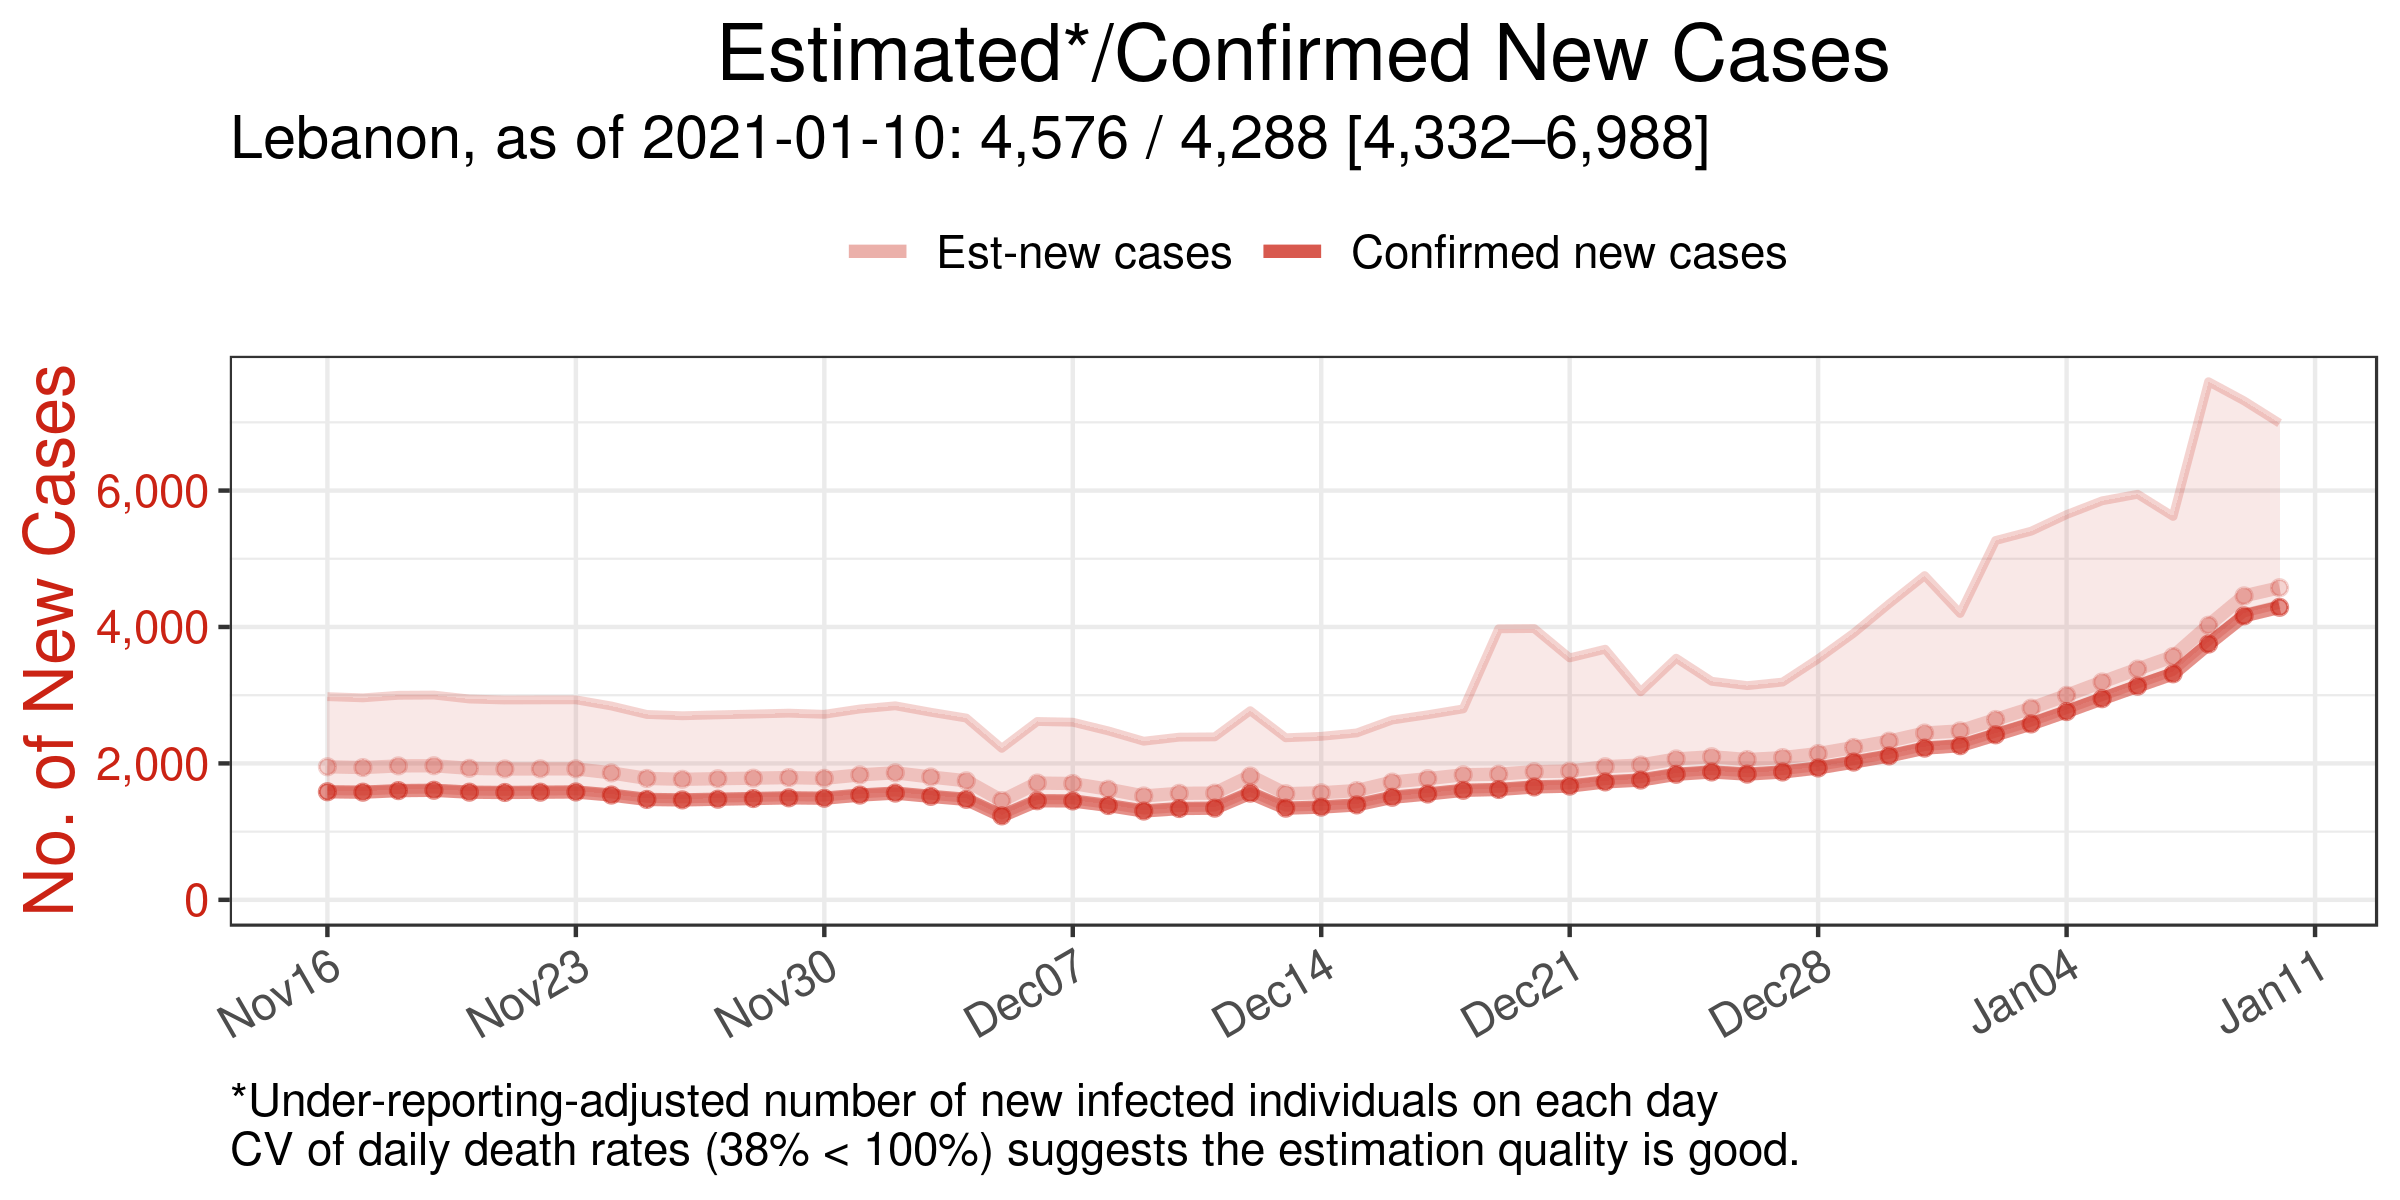 Estimated*/Confirmed New Cases
Lebanon, as of 2021-01-10: 4,576 / 4,288 [4,332–6,988]
Est-new cases
Confirmed new cases
No. of New Cases
6,000
4,000
2,000
0
Nov16
Nov23
Nov30
Dec07
Dec14
Dec21
Dec28
Jan04
Jan11
*Under-reporting-adjusted number of new infected individuals on each day
CV of daily death rates (38% < 100%) suggests the estimation quality is good.